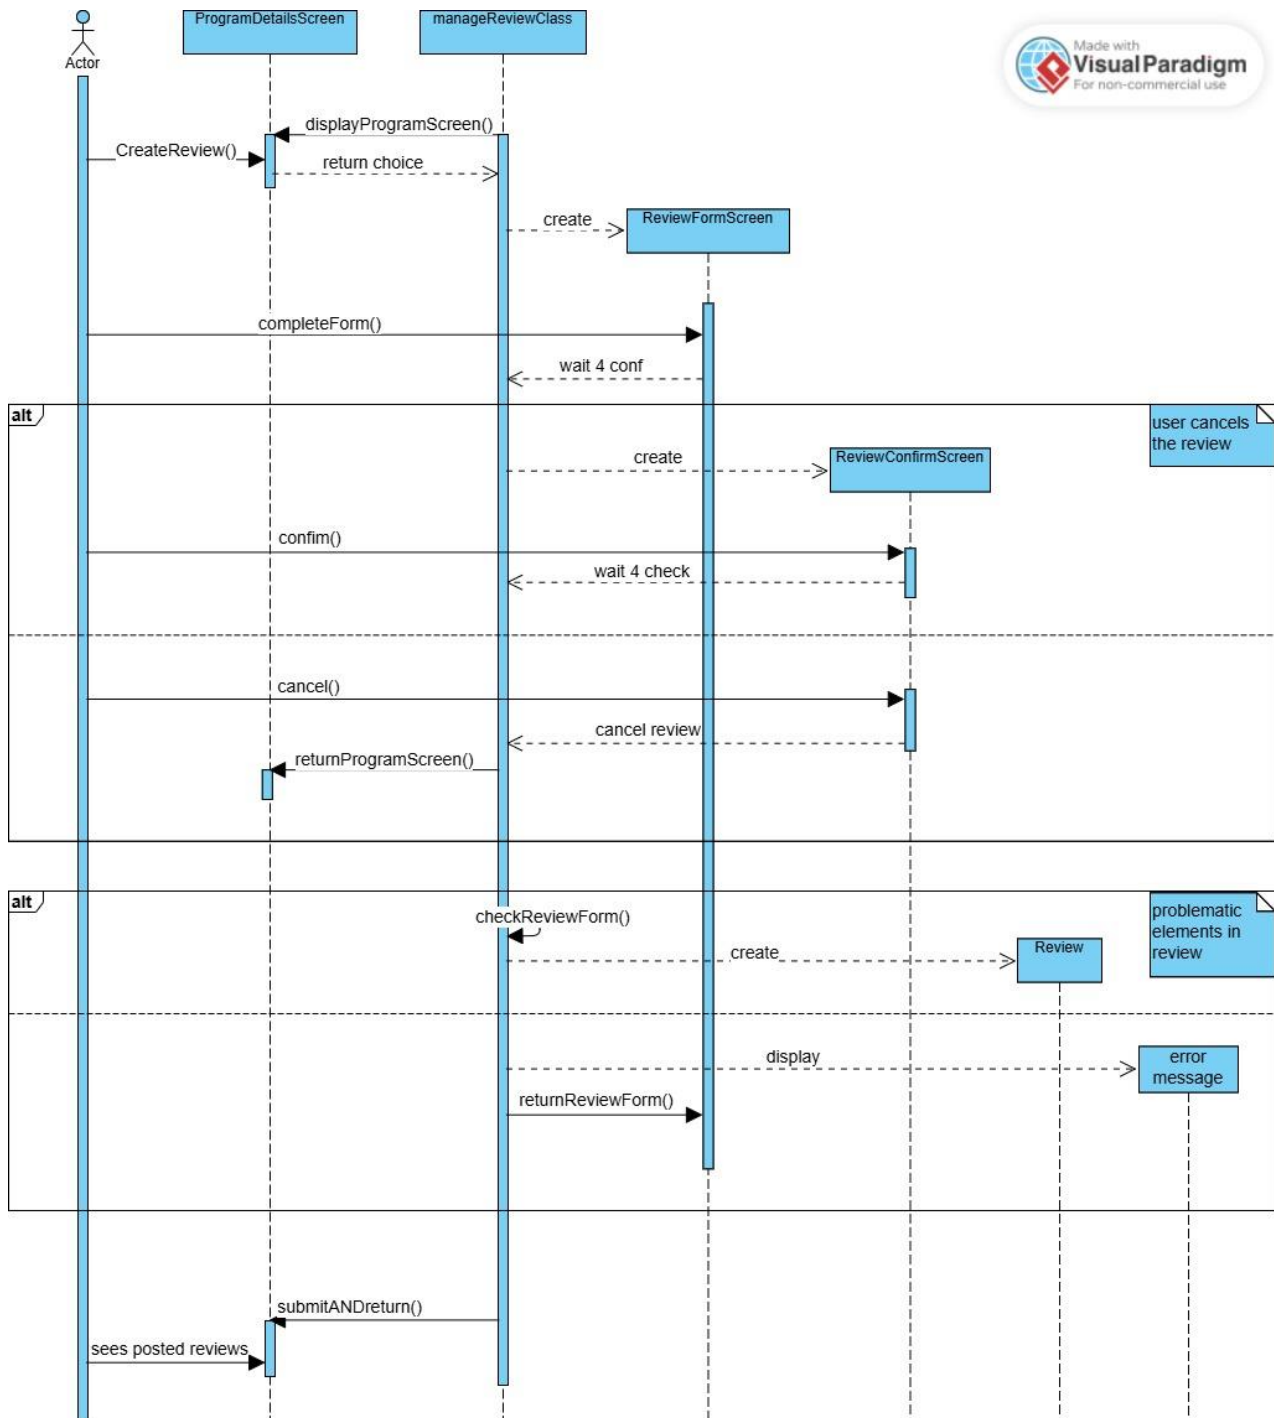 ProgramDetailsScreen
manageReviewClass
Made with
Visual Paradigm
For non-commercial use
Actor
displayProgramScreen()
CreateReview()
return choice
create
ReviewFormScreen
completeForm()
wait 4 conf
alt
user cancels
the review
create
ReviewConfirmScreen
confim()
wait 4 check
cancel()
cancel review
returnProgramScreen()
alt
problematic
elements in
review
checkReviewForm()
create
Review
display
error
message
returnReviewForm()
submitANDreturn()
sees posted reviews